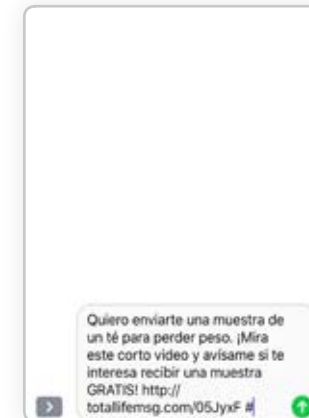 Quiero enviarte una muestra de
un té para perder peso. ¡Mira
este corto video y avísame si te
interesa recibir una muestra
GRATIS! http://
totallifemsg.com/05JyxF #